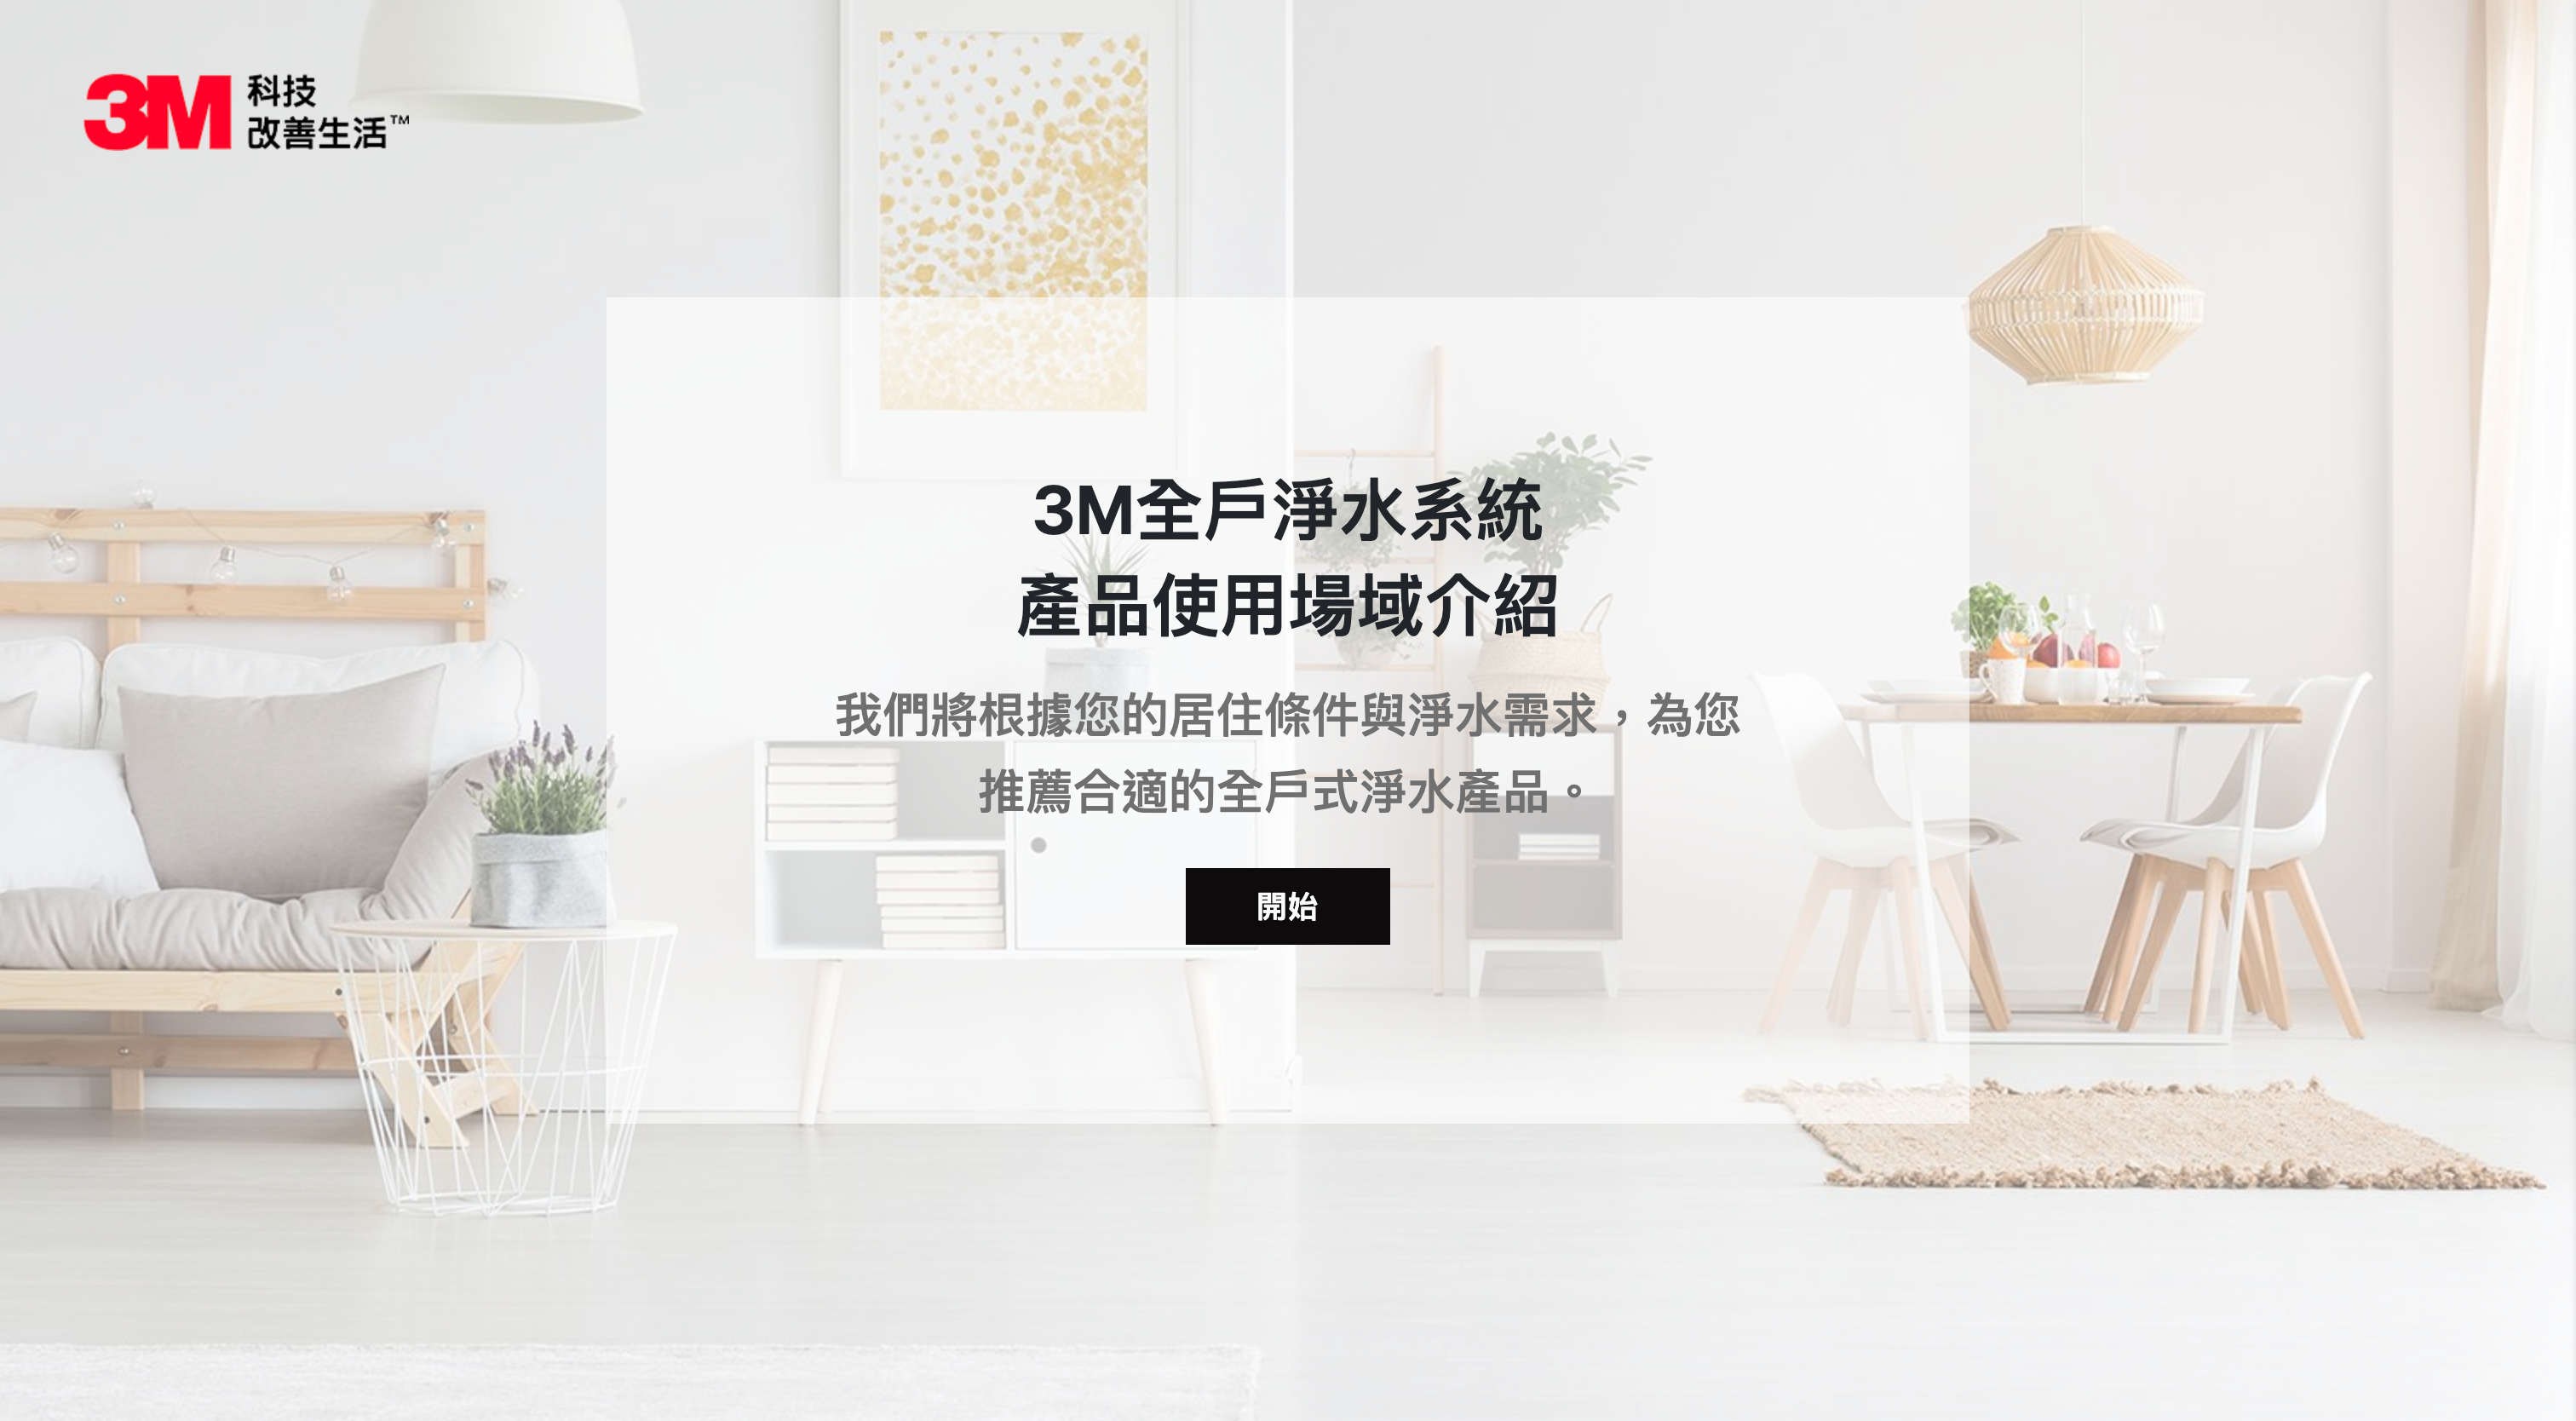 3M 科技
改善生活™
3M全戶淨水系統
產品使用場域介紹
我們將根據您的居住條件與淨水需求，為您
推薦合適的全戶式淨水產品。
開始